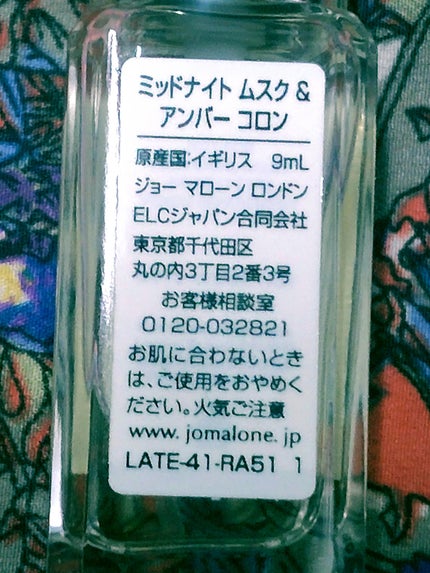 ミッドナイト ムスク &
アンバー コロン
原産国:イギリス 9mL
ジョー マローン ロンドン
ELCジャパン合同会社
東京都千代田区
丸の内3丁目2番3号
お客様相談室
0120-032821
お肌に合わないとき
は、ご使用をおやめく
ださい。火気ご注意
www. jomalone. jp
LATE-41-RA51 1